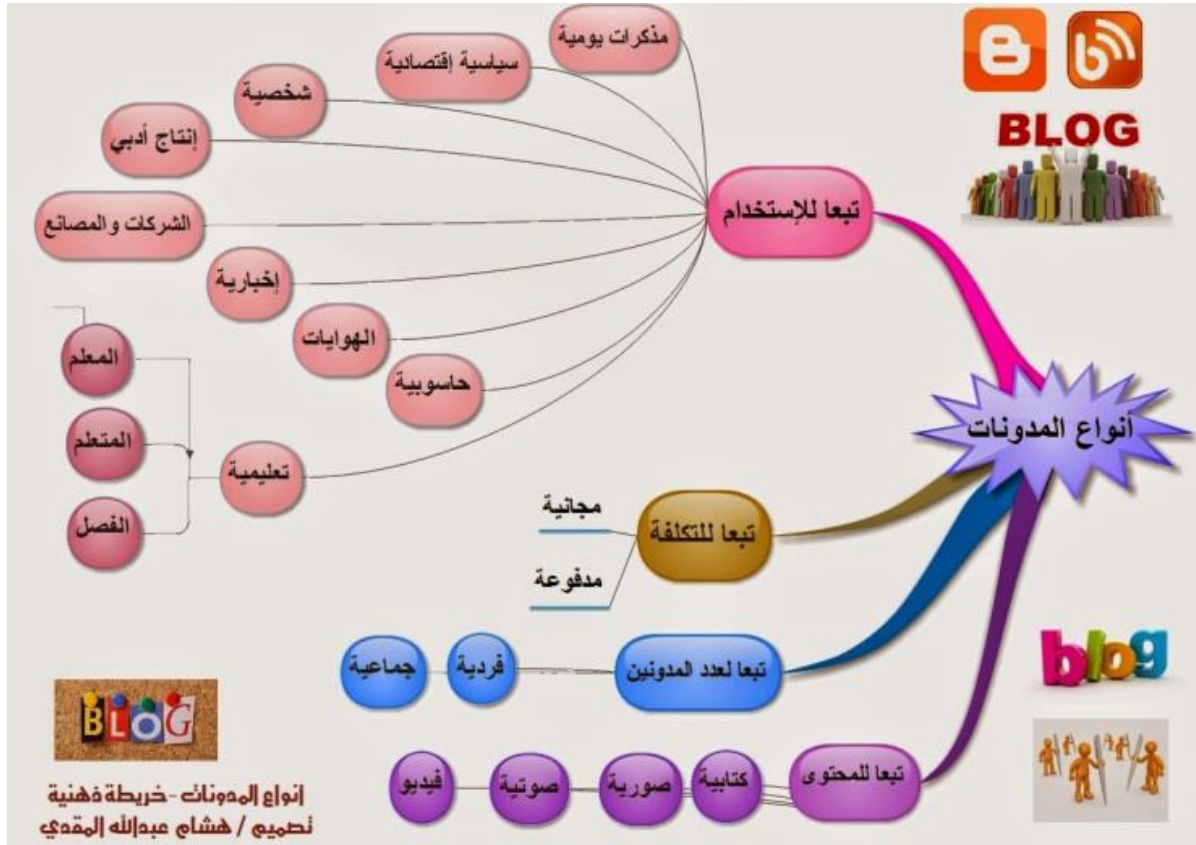 BLOG
أنواع المدونات
تبعا للإستخدام
مذكرات يومية
سياسية إقتصادية
شخصية
إنتاج أدبي
الشركات والمصانع
إخبارية
الهوايات
حاسوبية
تعليمية
المعلم
المتعلم
الفصل
تبعا للتكلفة
مجانية
مدفوعة
تبعا لعدد المدونين
فردية
جماعية
تبعا للمحتوى
كتابية
صورية
صوتية
فيديو
blog
BLOG
انواع المدونات - خريطة ذهنية
تصميم / هشام عبدالله المقدي